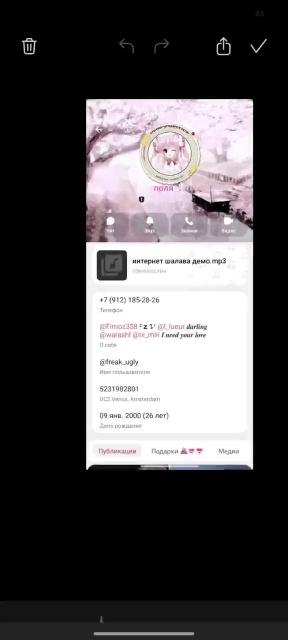 поля
Чат
Звук
Звонок
Видео
интернет шалава демо.mp3
+7 (912) 185-28-26
Телефон
darling
I need your love
О себе
@freak_ugly
Имя пользователя
5231982801
DC2 Venus, Amsterdam
09 янв. 2000 (26 лет)
День рождения
Публикации
Подарки
Медиа